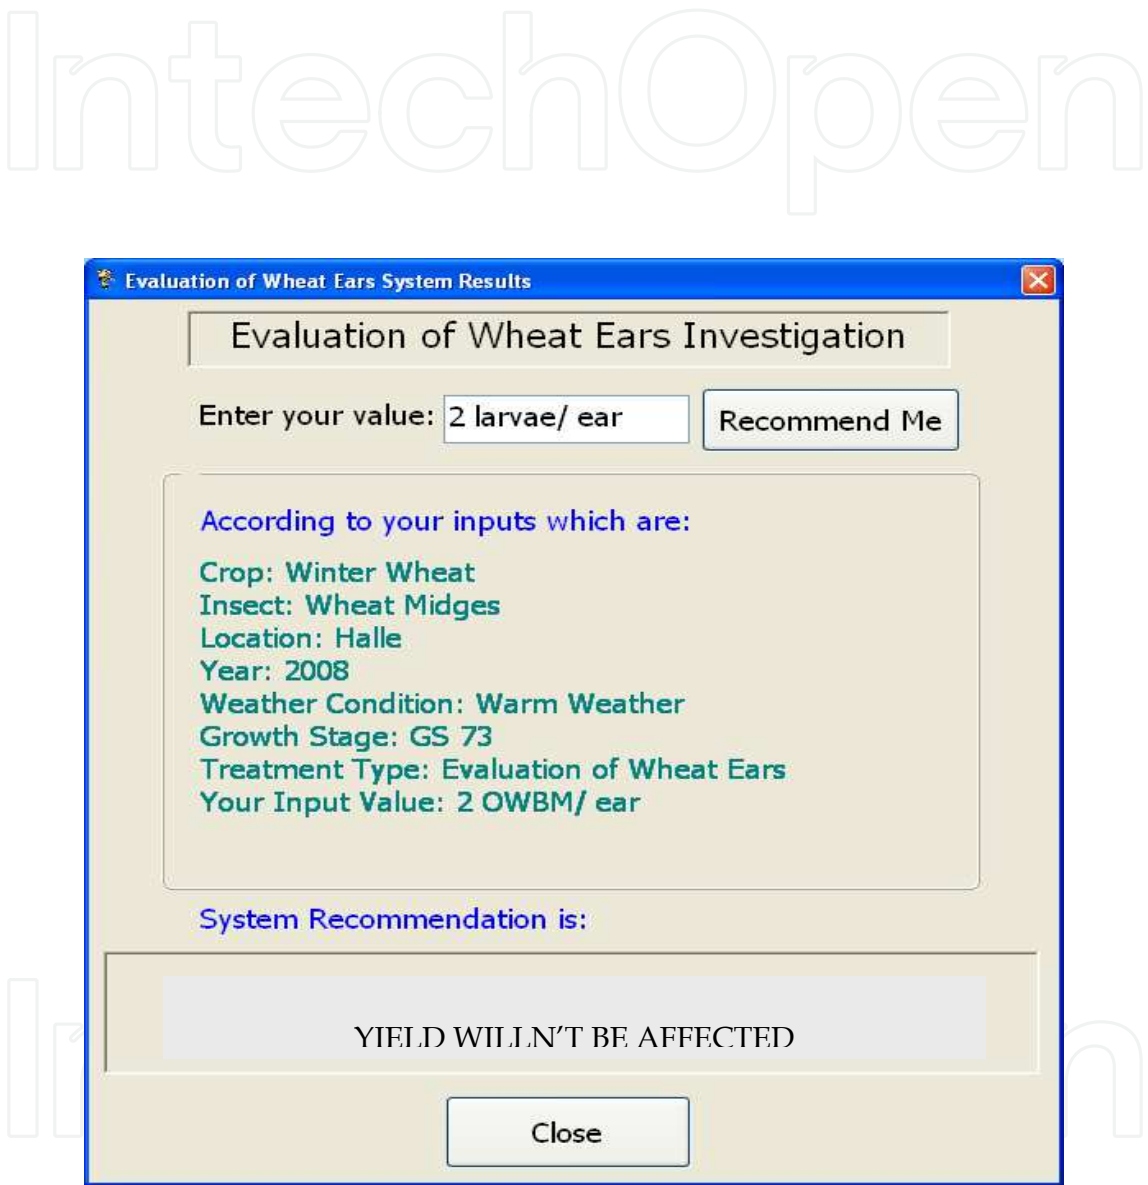 IntechOpen
Evaluation of Wheat Ears System Results
Evaluation of Wheat Ears Investigation
Enter your value: 2 larvae/ ear Recommend Me
According to your inputs which are:
Crop: Winter Wheat
Insect: Wheat Midges
Location: Halle
Year: 2008
Weather Condition: Warm Weather
Growth Stage: GS 73
Treatment Type: Evaluation of Wheat Ears
Your Input Value: 2 OWBM/ ear
System Recommendation is:
YIELD WILLN'T BE AFFECTED
Close